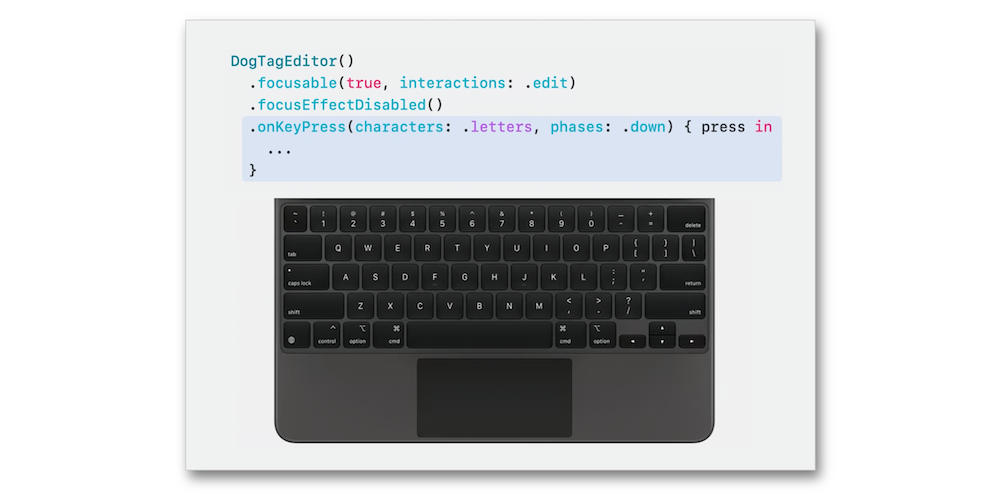 DogTagEditor()
.focusable(true, interactions: .edit)
.focusEffectDisabled()
.onKeyPress(characters: .letters, phases: .down) { press in
...
}
~ ! @ # $ % ^ & * ( ) _ +
` 1 2 3 4 5 6 7 8 9 0 - = delete
{ } |
tab Q W E R T Y U I O P [ ] \
: "
caps lock A S D F G H J K L ; ' return
< > ?
shift Z X C V B N M , . / shift
^ ⌥ ⌘ ⌘ ⌥
control option cmd cmd option